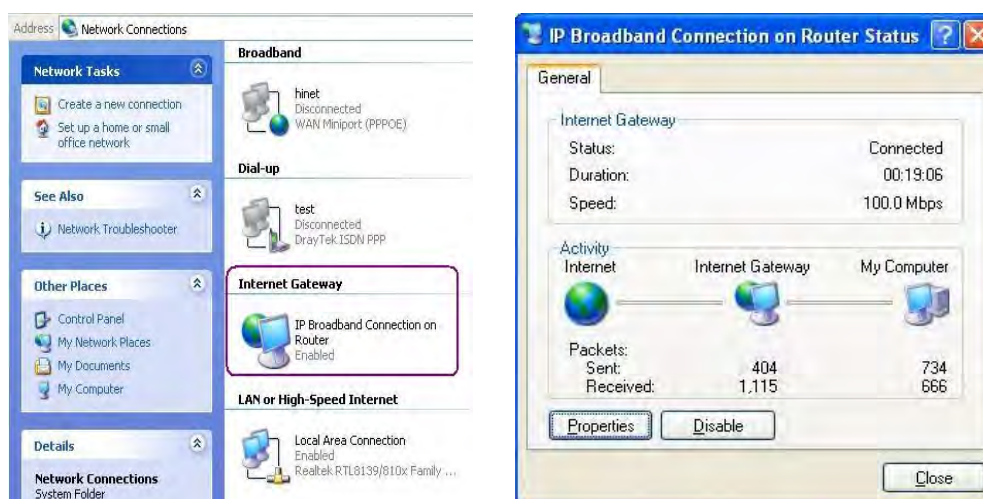 Address Network Connections
Network Tasks
Create a new connection
Set up a home or small
office network
See Also
Network Troubleshooter
Other Places
Control Panel
My Network Places
My Documents
My Computer
Details
Network Connections
System Folder
Broadband
hinet
Disconnected
WAN Miniport (PPPOE)
Dial-up
test
Disconnected
DrayTek ISDN PPP
Internet Gateway
IP Broadband Connection on
Router
Enabled
LAN or High-Speed Internet
Local Area Connection
Enabled
Realtek RTL8139/810x Family ...
IP Broadband Connection on Router Status
General
Internet Gateway
Status: Connected
Duration: 00:19:06
Speed: 100.0 Mbps
Activity
Internet Internet Gateway My Computer
Packets:
Sent: 404 734
Received: 1,115 666
Properties Disable
Close